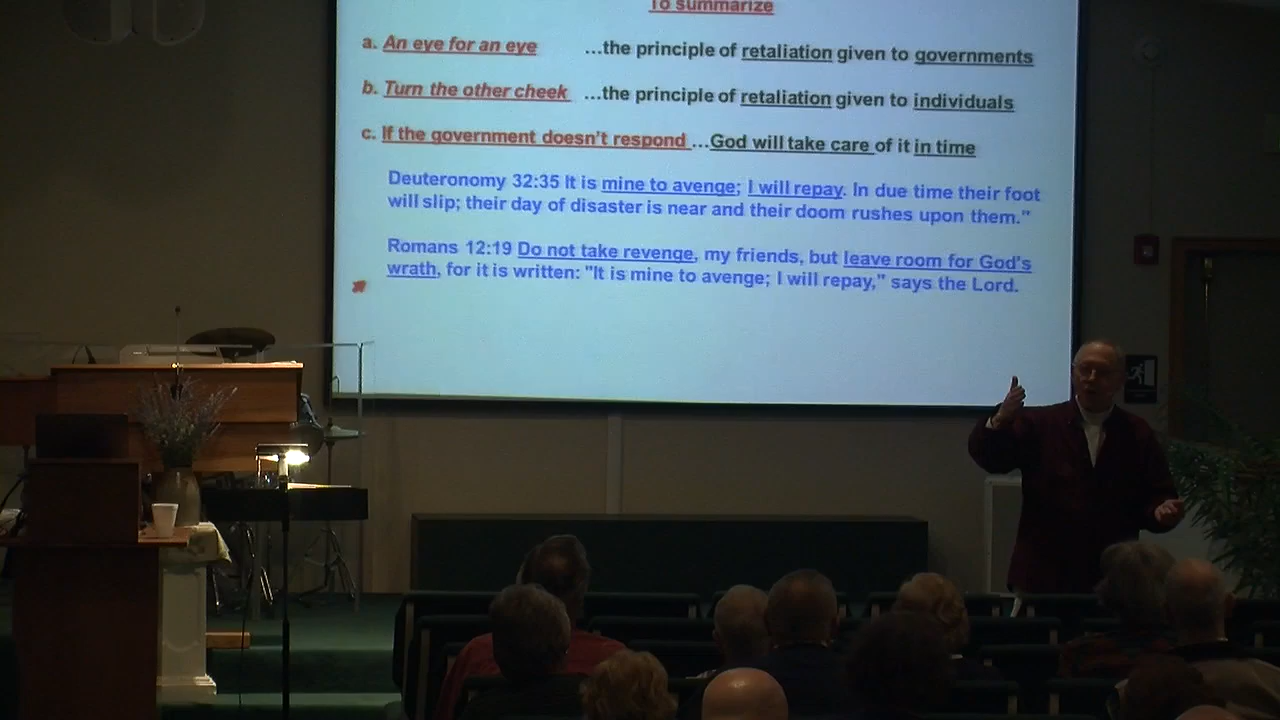 To summarize
a. An eye for an eye ...the principle of retaliation given to governments
b. Turn the other cheek ...the principle of retaliation given to individuals
c. If the government doesn't respond ...God will take care of it in time
Deuteronomy 32:35 It is mine to avenge; I will repay. In due time their foot
will slip; their day of disaster is near and their doom rushes upon them."
Romans 12:19 Do not take revenge, my friends, but leave room for God's
wrath, for it is written: "It is mine to avenge; I will repay," says the Lord.